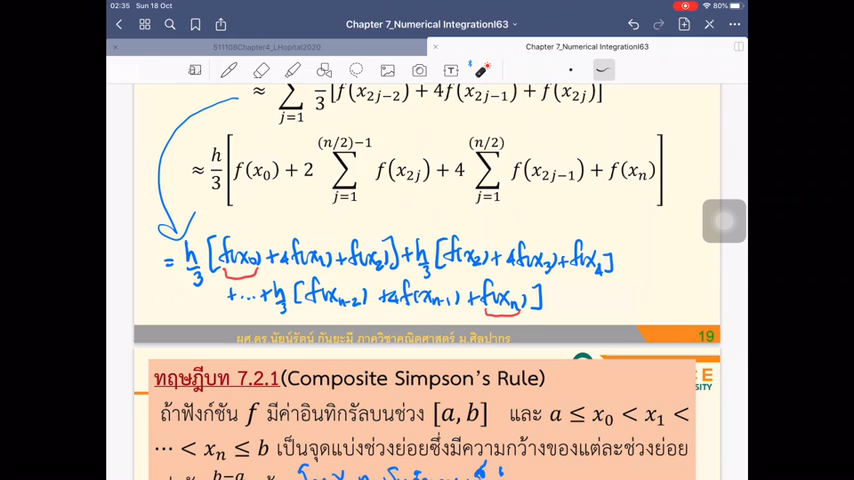 02:35 Sun 18 Oct
80%
Chapter 7_Numerical Integrationl63
511108Chapter4_LHopital2020
Chapter 7_Numerical Integrationl63
≈ ∑ j=1 h/3 [f(x_{2j−2}) + 4f(x_{2j−1}) + f(x_{2j})]
≈ h/3 [f(x_0) + 2 ∑_{j=1}^{(n/2)−1} f(x_{2j}) + 4 ∑_{j=1}^{(n/2)} f(x_{2j−1}) + f(x_n)]
= h/3 [f(x_0) + 4f(x_1) + f(x_2)] + h/3 [f(x_2) + 4f(x_3) + f(x_4]
+ ... + h/3 [f(x_{n-2}) + 4f(x_{n-1}) + f(x_n)]
ผศ.ดร.นัยน์รัตน์ กันยะมี ภาควิชาคณิตศาสตร์ ม.ศิลปากร
19
ทฤษฎีบท 7.2.1(Composite Simpson's Rule)
ถ้าฟังก์ชัน f มีค่าอินทิกรัลบนช่วง [a, b] และ a ≤ x_0 < x_1 <
⋯ < x_n ≤ b เป็นจุดแบ่งช่วงย่อยซึ่งมีความกว้างของแต่ละช่วงย่อย
b−a